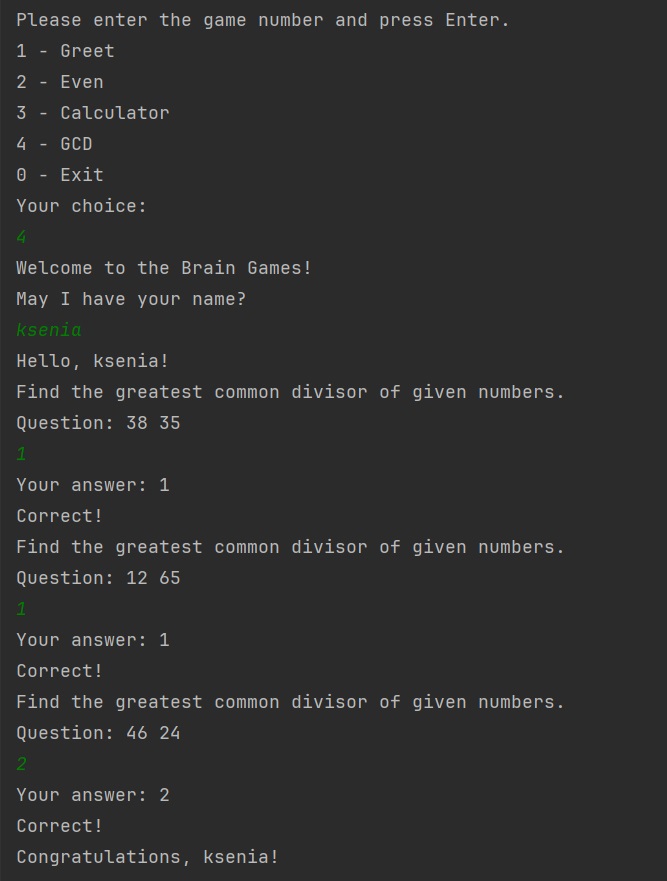 Please enter the game number and press Enter.
1 - Greet
2 - Even
3 - Calculator
4 - GCD
0 - Exit
Your choice:
4
Welcome to the Brain Games!
May I have your name?
ksenia
Hello, ksenia!
Find the greatest common divisor of given numbers.
Question: 38 35
1
Your answer: 1
Correct!
Find the greatest common divisor of given numbers.
Question: 12 65
1
Your answer: 1
Correct!
Find the greatest common divisor of given numbers.
Question: 46 24
2
Your answer: 2
Correct!
Congratulations, ksenia!